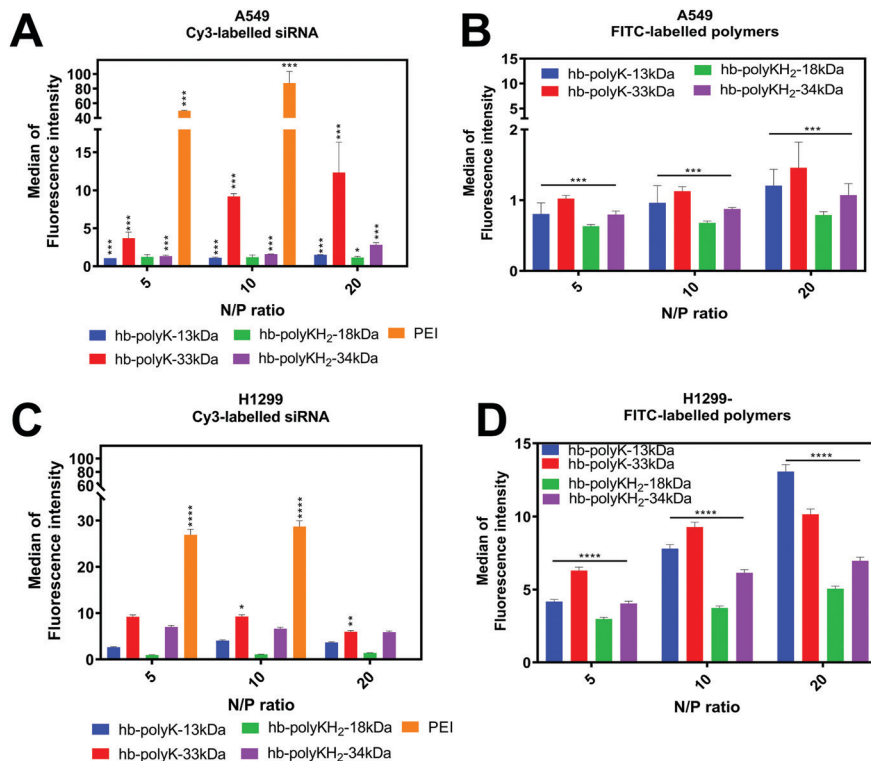 A
A549
Cy3-labelled siRNA
Median of
Fluorescence intensity
100
80
60
40
15
10
5
0
***
***
***
***
***
***
***
***
***
***
*
***
5
10
20
N/P ratio
hb-polyK-13kDa
hb-polyKH2-18kDa
PEI
hb-polyK-33kDa
hb-polyKH2-34kDa
B
A549
FITC-labelled polymers
Median of
Fluorescence intensity
15
10
5
2
1
0
hb-polyK-13kDa
hb-polyKH2-18kDa
hb-polyK-33kDa
hb-polyKH2-34kDa
***
***
***
5
10
20
N/P ratio
C
H1299
Cy3-labelled siRNA
Median of
Fluorescence intensity
100
80
60
30
20
10
0
****
*
****
**
5
10
20
N/P ratio
hb-polyK-13kDa
hb-polyKH2-18kDa
PEI
hb-polyK-33kDa
hb-polyKH2-34kDa
D
H1299-
FITC-labelled polymers
Median of
Fluorescence intensity
15
10
5
0
hb-polyK-13kDa
hb-polyK-33kDa
hb-polyKH2-18kDa
hb-polyKH2-34kDa
****
****
****
5
10
20
N/P ratio